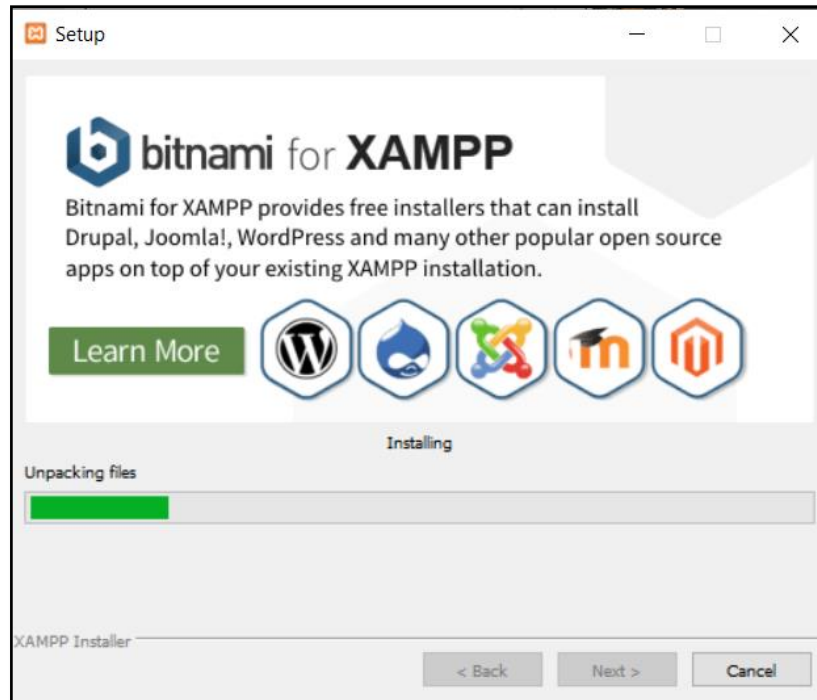 Setup
bitnami for XAMPP
Bitnami for XAMPP provides free installers that can install
Drupal, Joomla!, WordPress and many other popular open source
apps on top of your existing XAMPP installation.
Learn More
Installing
Unpacking files
XAMPP Installer
< Back Next > Cancel